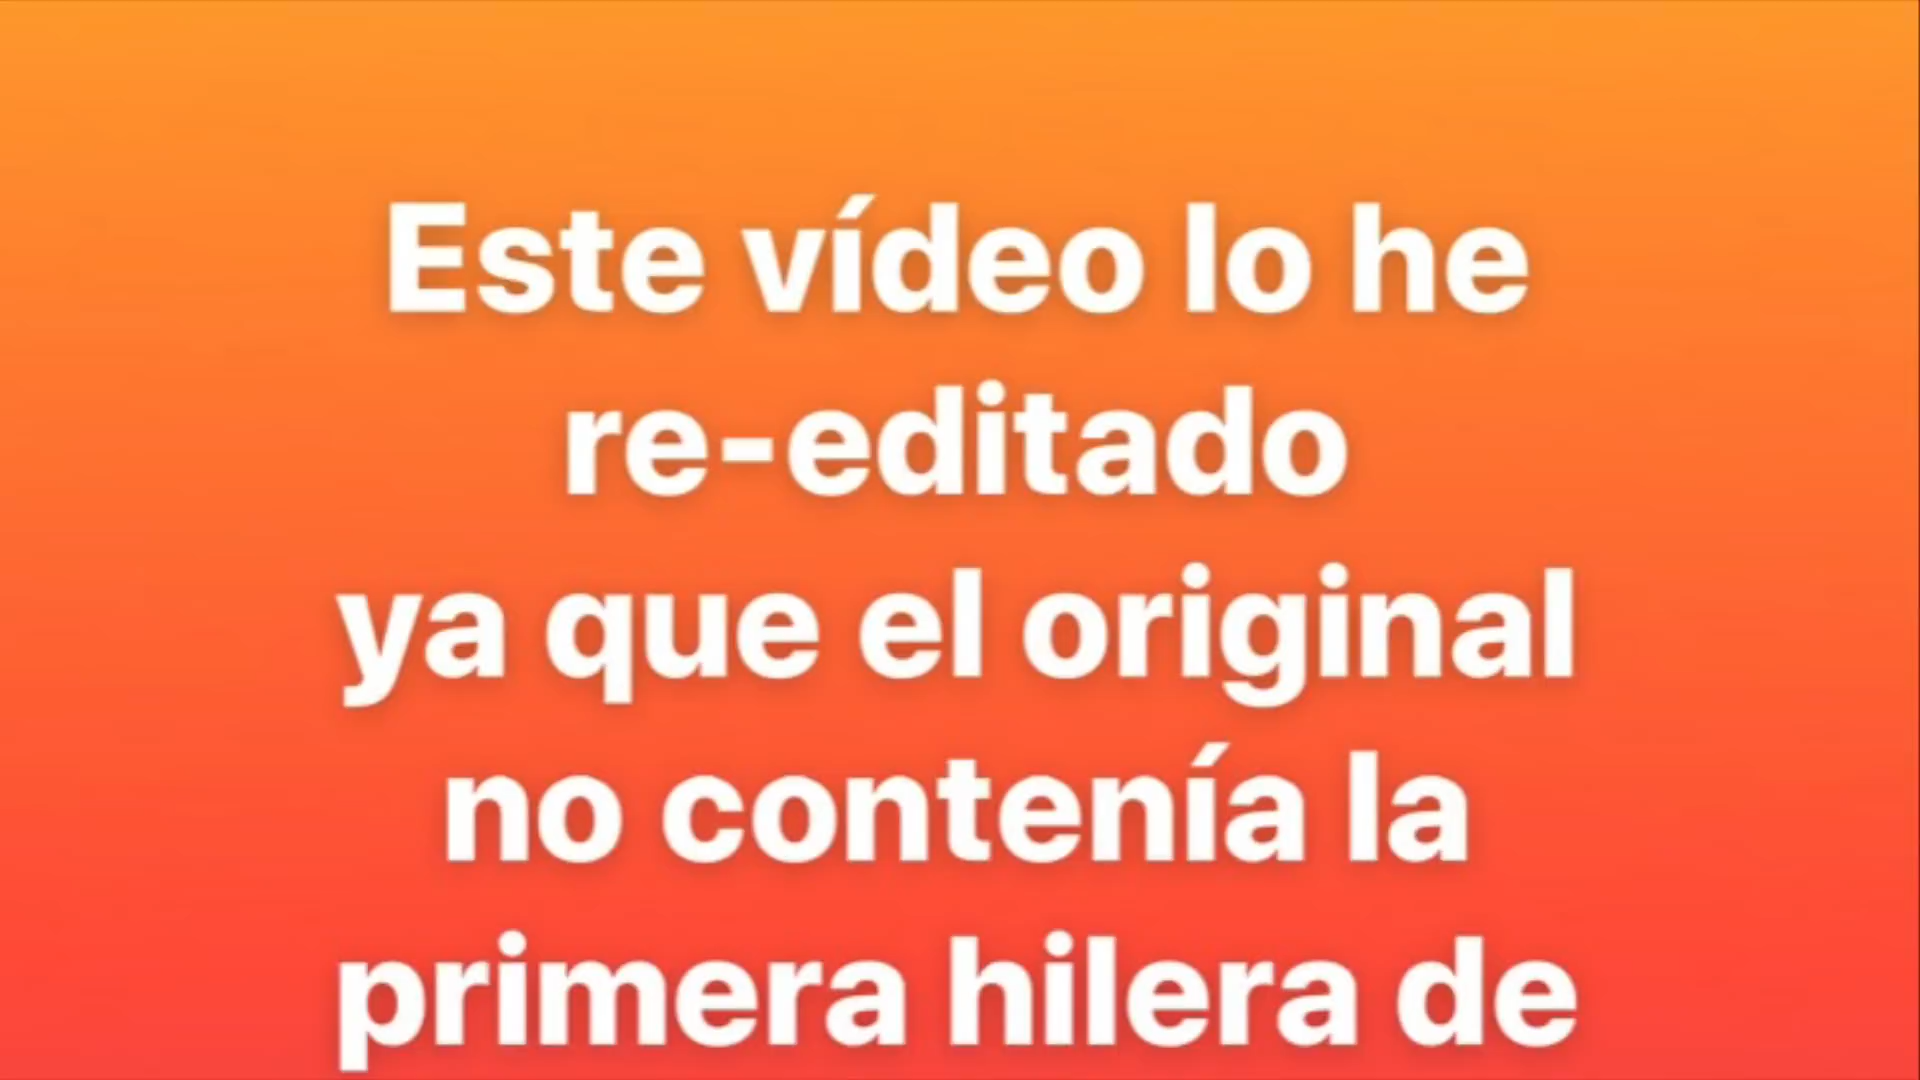 Este vídeo lo he
re-editado
ya que el original
no contenía la
primera hilera de